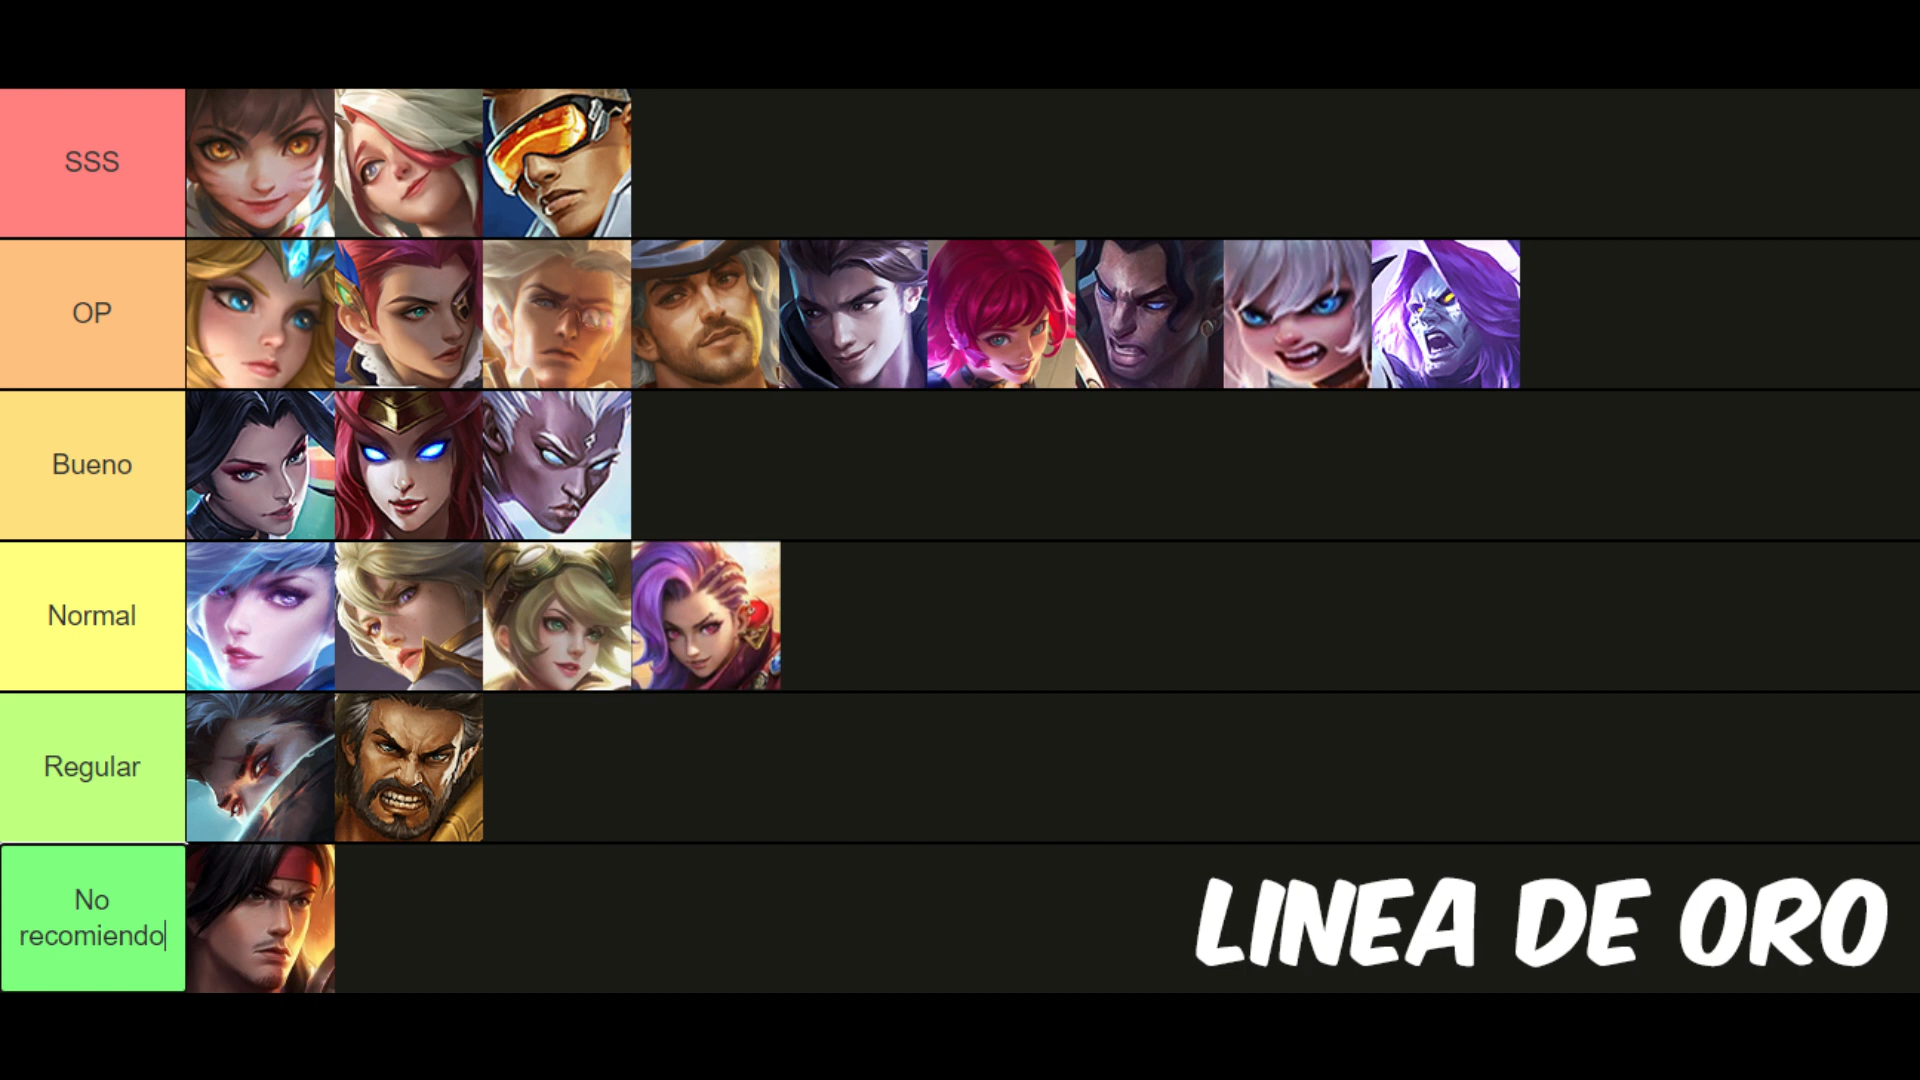 SSS
OP
Bueno
Normal
Regular
No
recomiendo
LINEA DE ORO